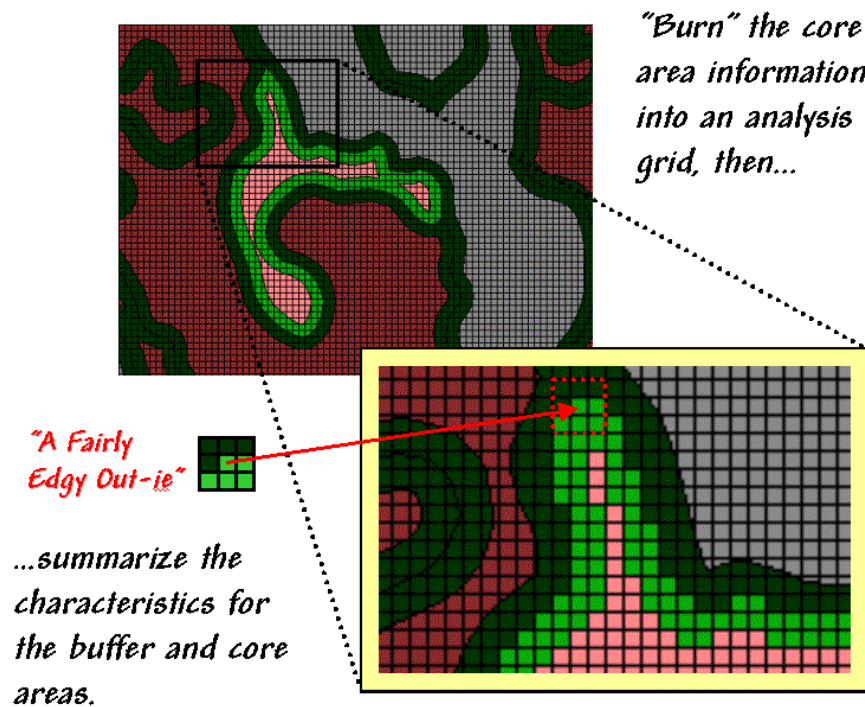 "Burn" the core
area information
into an analysis
grid, then...
"A Fairly
Edgy Out-ie"
...summarize the
characteristics for
the buffer and core
areas.